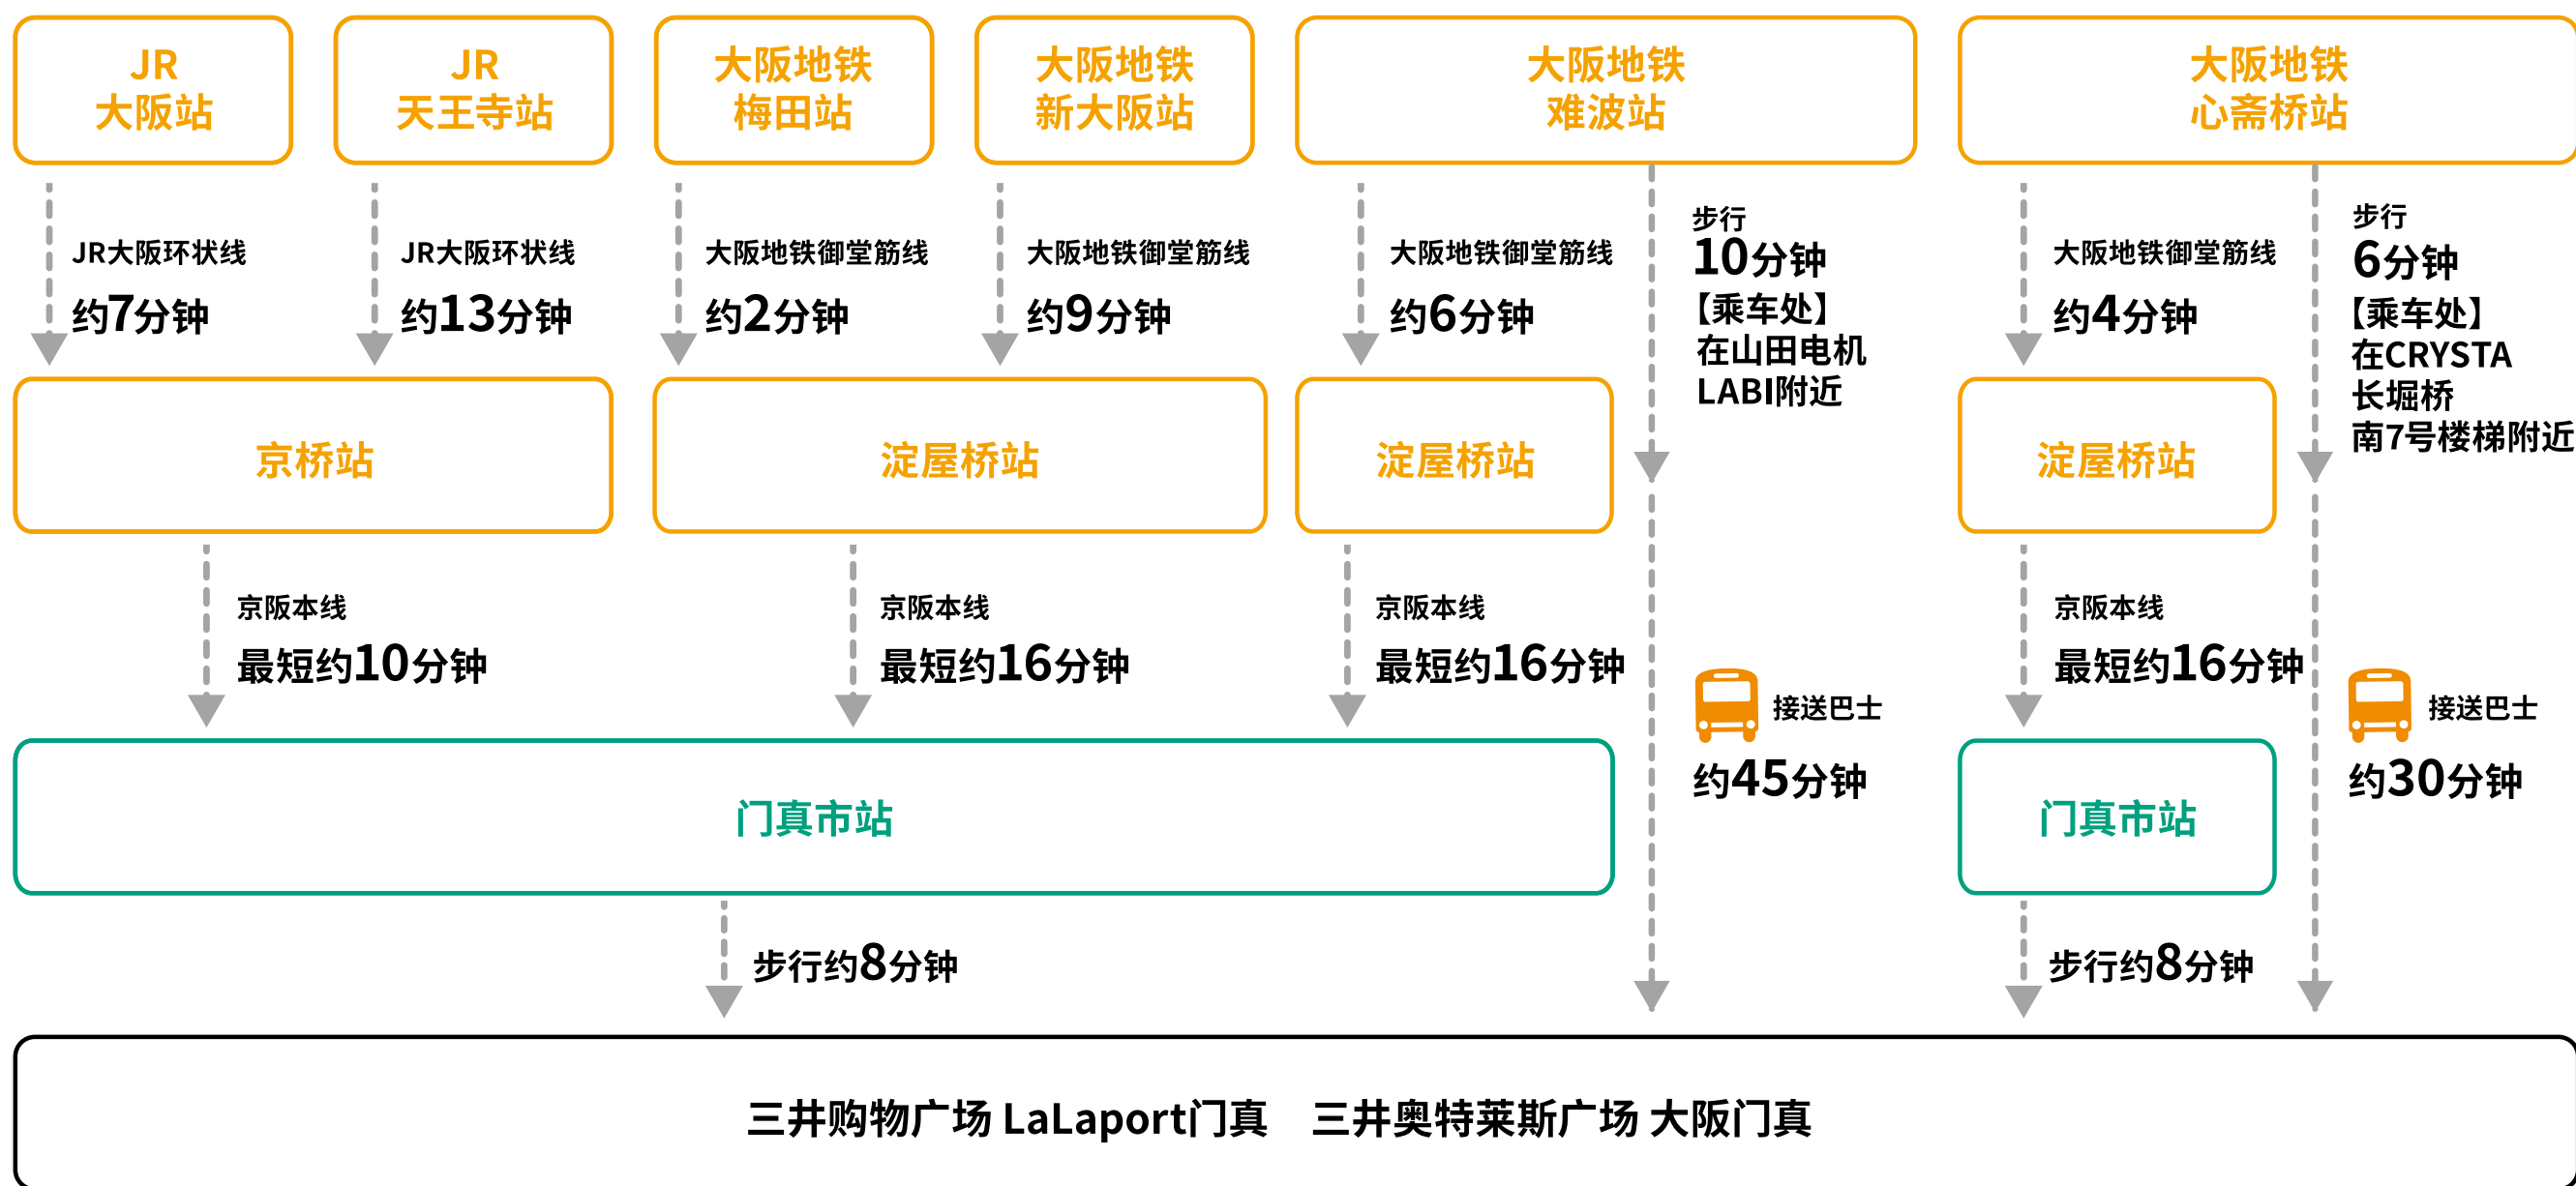 JR
大阪站
JR
天王寺站
大阪地铁
梅田站
大阪地铁
新大阪站
大阪地铁
难波站
大阪地铁
心斋桥站
JR大阪环状线
约7分钟
JR大阪环状线
约13分钟
大阪地铁御堂筋线
约2分钟
大阪地铁御堂筋线
约9分钟
大阪地铁御堂筋线
约6分钟
步行
10分钟
【乘车处】
在山田电机
LABI附近
大阪地铁御堂筋线
约4分钟
步行
6分钟
【乘车处】
在CRYSTA
长堀桥
南7号楼梯附近
京桥站
淀屋桥站
淀屋桥站
淀屋桥站
京阪本线
最短约10分钟
京阪本线
最短约16分钟
京阪本线
最短约16分钟
接送巴士
约45分钟
京阪本线
最短约16分钟
接送巴士
约30分钟
门真市站
门真市站
步行约8分钟
步行约8分钟
三井购物广场 LaLaport门真　三井奥特莱斯广场 大阪门真